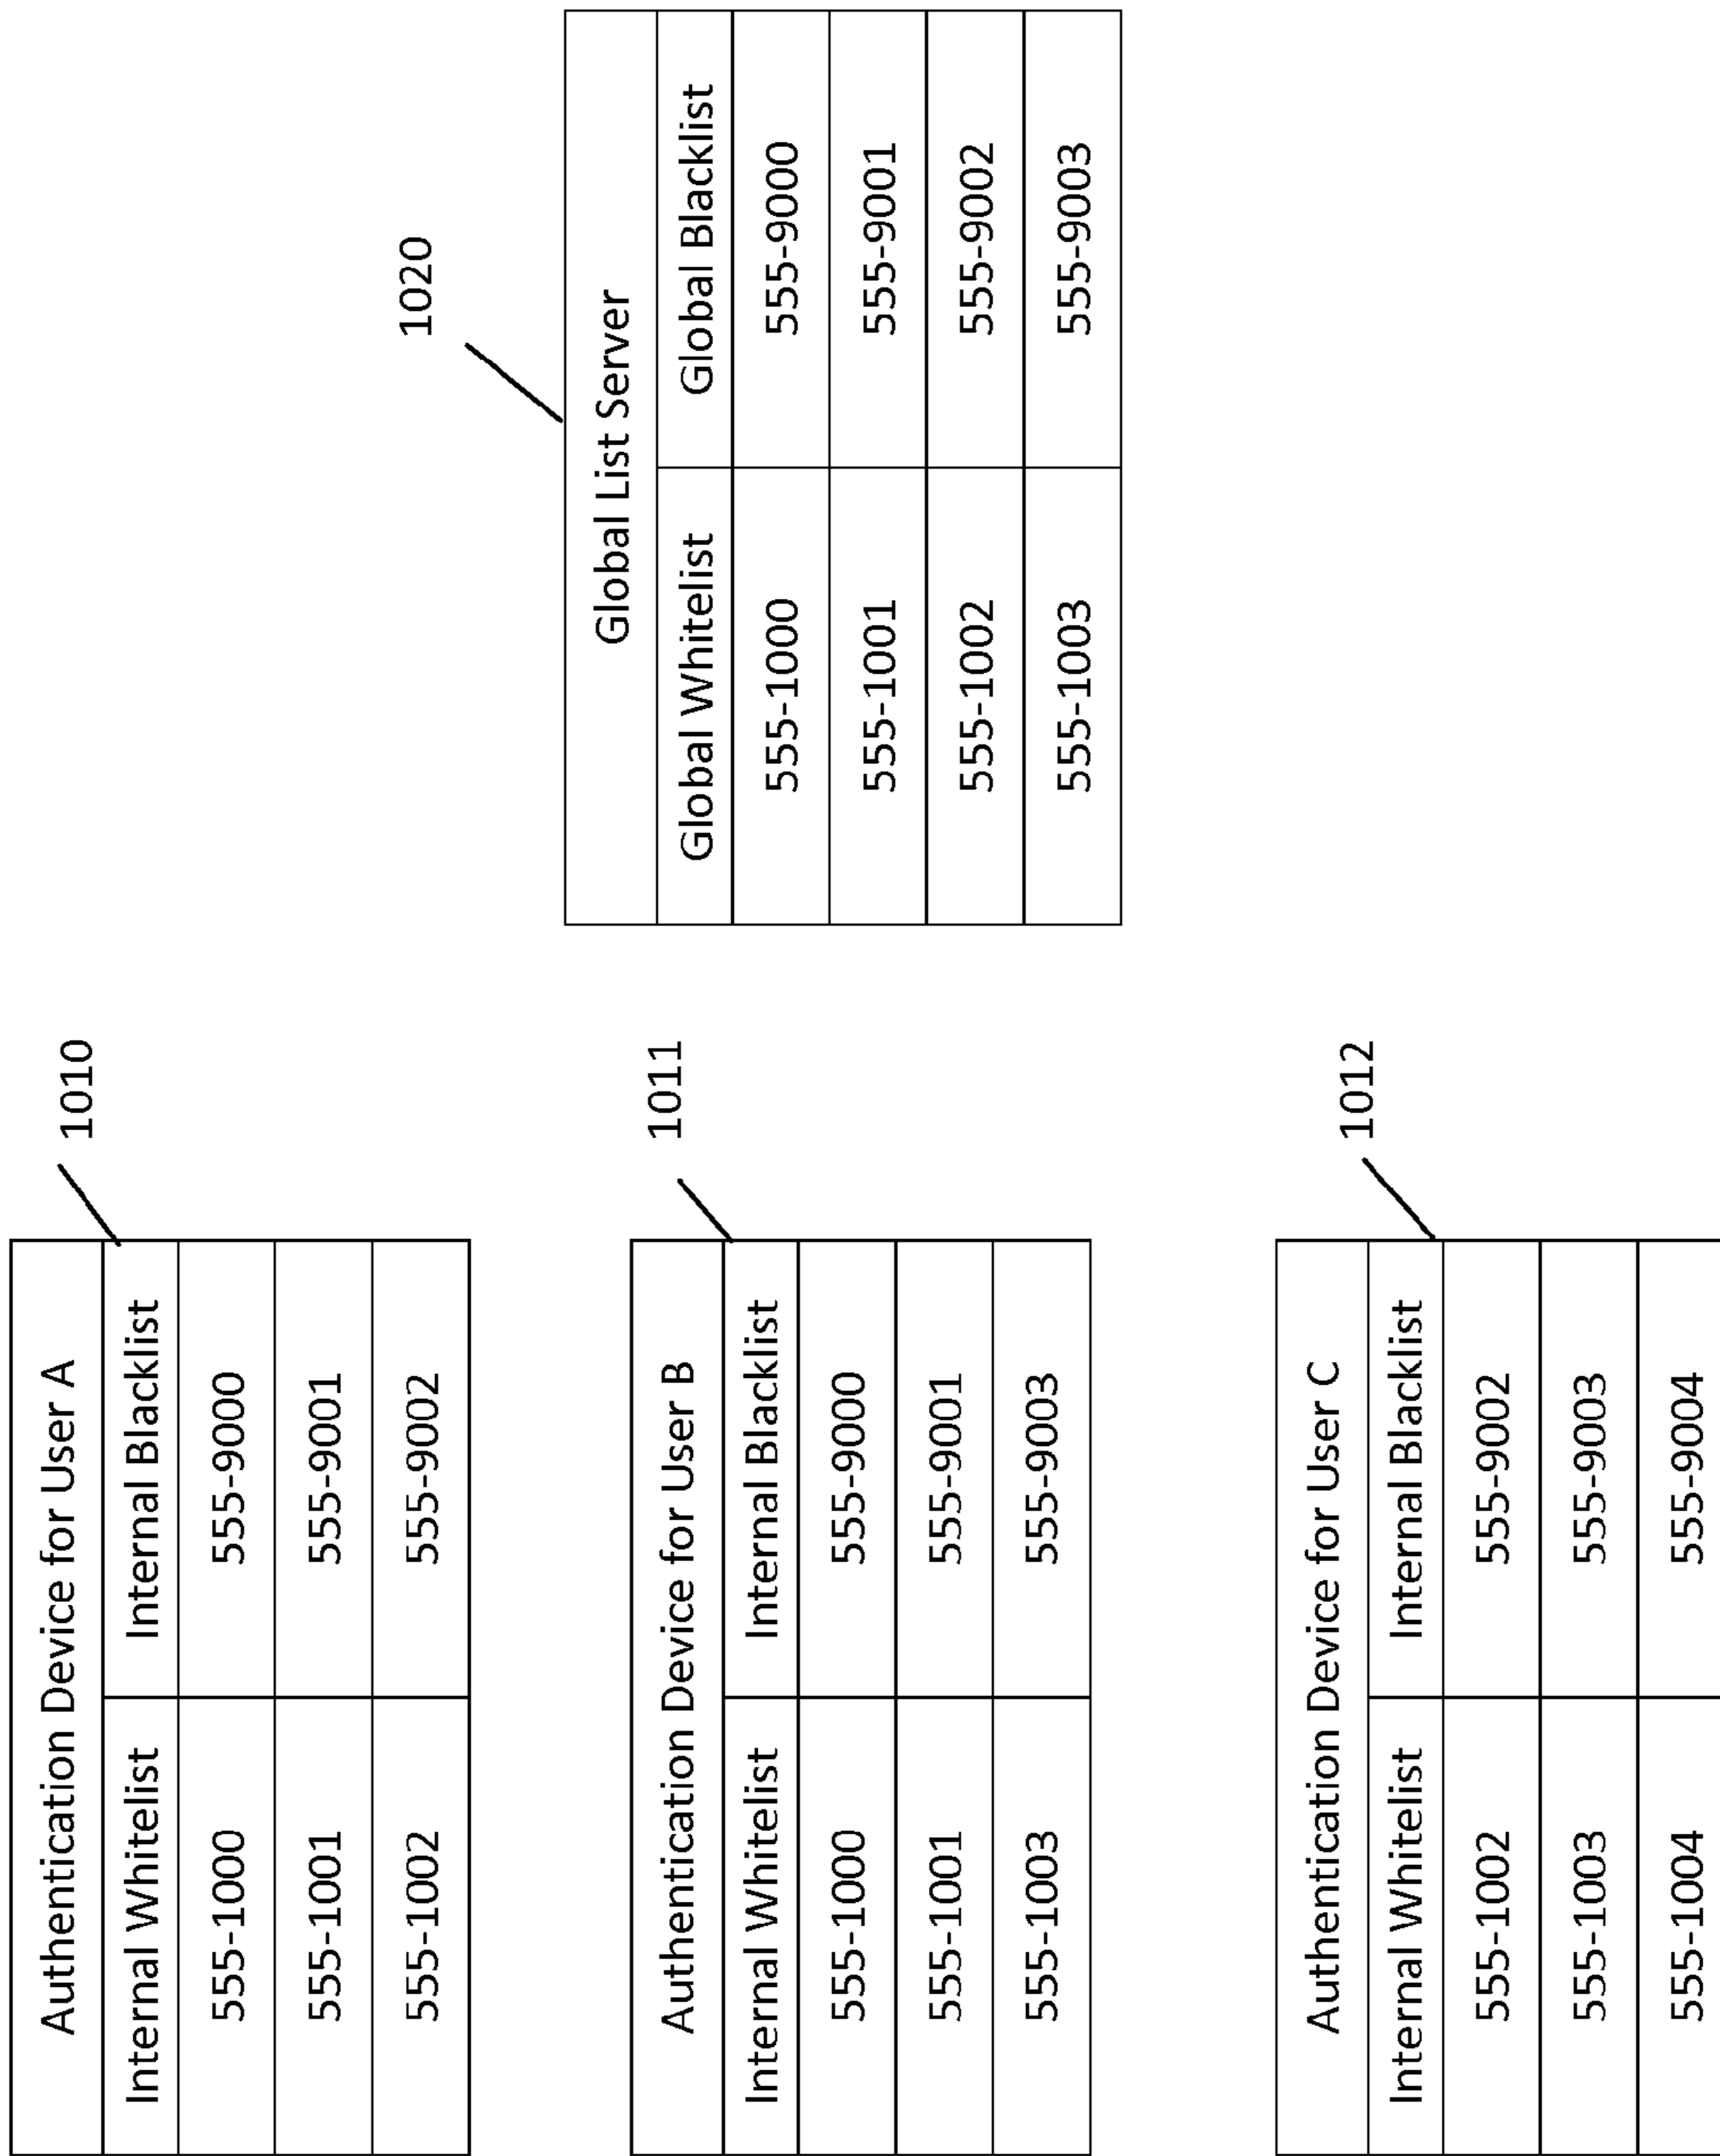 Authentication Device for User A
1010
Internal Whitelist Internal Blacklist
555-1000 555-9000
555-1001 555-9001
555-1002 555-9002
Authentication Device for User B
1011
Internal Whitelist Internal Blacklist
555-1000 555-9000
555-1001 555-9001
555-1003 555-9003
Authentication Device for User C
1012
Internal Whitelist Internal Blacklist
555-1002 555-9002
555-1003 555-9003
555-1004 555-9004
1020
Global List Server
Global Whitelist Global Blacklist
555-1000 555-9000
555-1001 555-9001
555-1002 555-9002
555-1003 555-9003